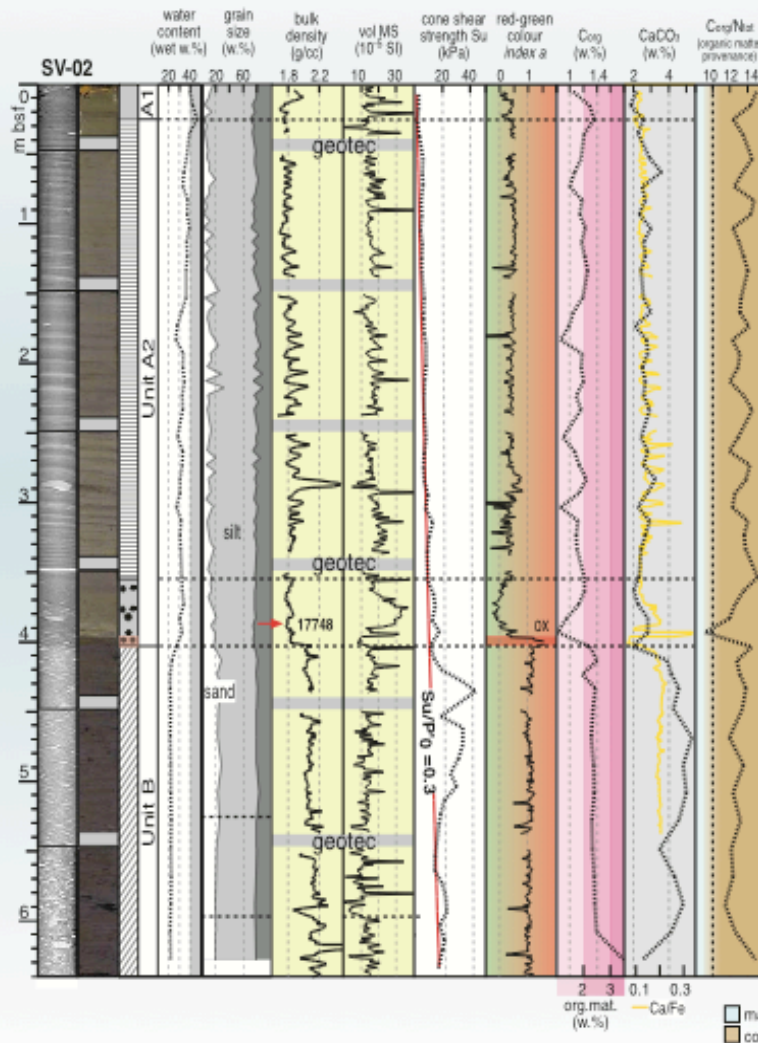 water content (wet w.%)
grain size (w.%)
bulk density (g/cc)
vol MS (10⁻⁵ SI)
cone shear strength Su (kPa)
red-green colour index a
Corg (w.%)
CaCO₃ (w.%)
Corg/Ntot (organic matter provenance)
SV-02
20 40
20 60
1.8 2.2
10 30
20 40
0 1
1 1.4
2 4
10 12 14
m bsf
0
1
2
3
4
5
6
A1
Unit A2
Unit B
geotec
geotec
geotec
silt
17748
ox
sand
Su/P'0 =0.3
2 3
org.mat. (w.%)
0.1 0.3
Ca/Fe